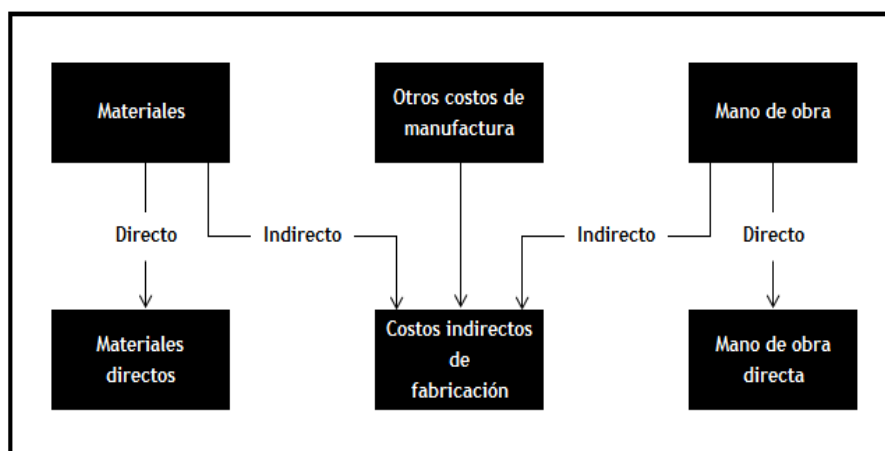 Materiales
Otros costos de
manufactura
Mano de obra
Directo
Indirecto
Indirecto
Directo
Materiales
directos
Costos indirectos
de
fabricación
Mano de obra
directa